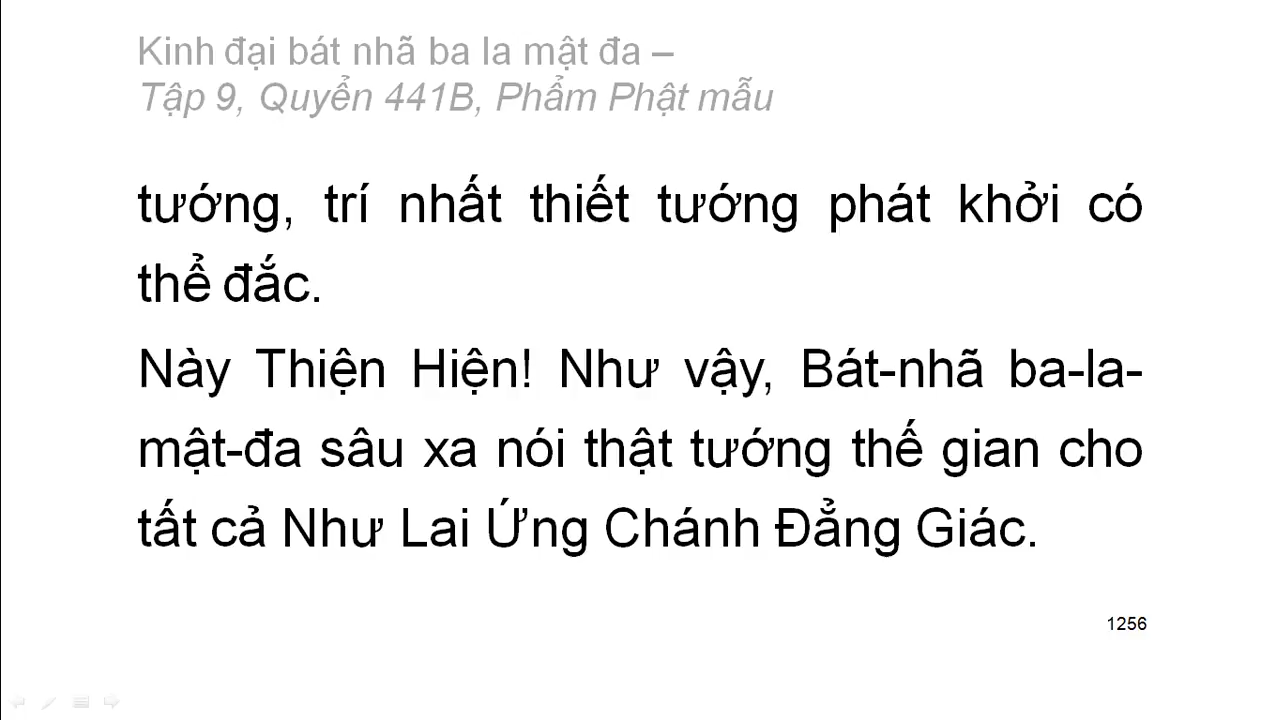 Kinh đại bát nhã ba la mật đa –
Tập 9, Quyển 441B, Phẩm Phật mẫu
tướng, trí nhất thiết tướng phát khởi có
thể đắc.
Này Thiện Hiện! Như vậy, Bát-nhã ba-la-
mật-đa sâu xa nói thật tướng thế gian cho
tất cả Như Lai Ứng Chánh Đẳng Giác.
1256